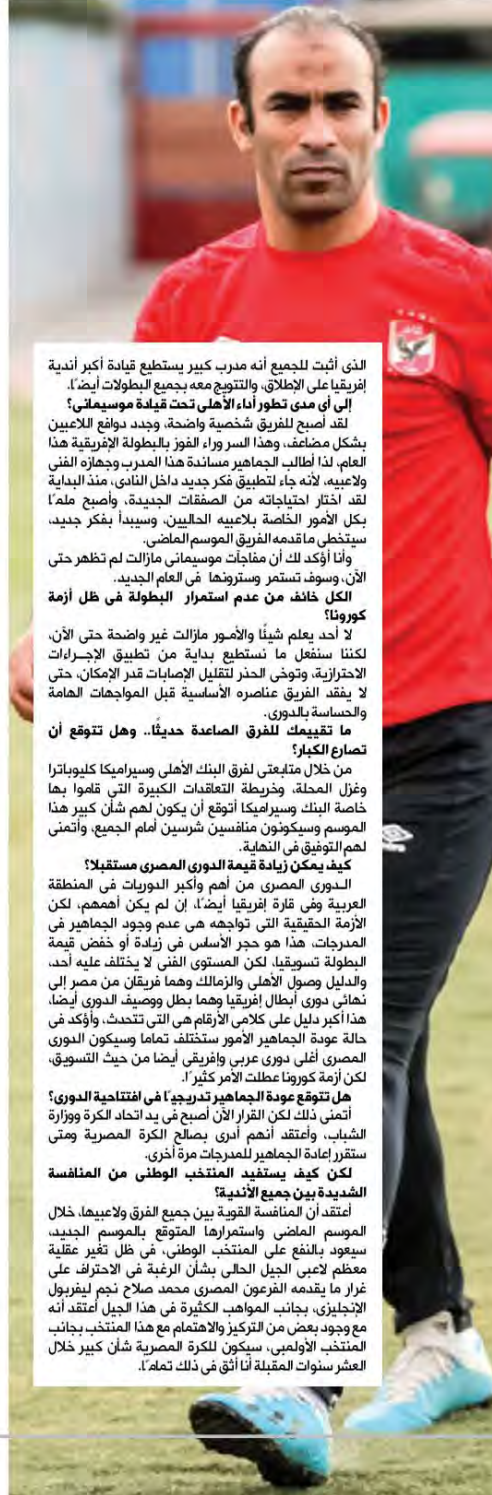 الذى أثبت للجميع أنه مدرب كبير يستطيع قيادة أكبر أندية
إفريقيا على الإطلاق، والتتويج معه بجميع البطولات أيضًا.
إلى أى مدى تطور أداء الأهلى تحت قيادة موسيمانى؟
لقد أصبح للفريق شخصية واضحة، وجدد دوافع اللاعبين
بشكل مضاعف، وهذا السر وراء الفوز بالبطولة الإفريقية هذا
العام، لذا أطالب الجماهير مساندة هذا المدرب وجهازه الفنى
ولاعبيه، لأنه جاء لتطبيق فكر جديد داخل النادى، منذ البداية
لقد اختار احتياجاته من الصفقات الجديدة، وأصبح ملمًا
بكل الأمور الخاصة بلاعبيه الحاليين، وسيبدأ بفكر جديد،
سيتخطى ما قدمه الفريق الموسم الماضى.
وأنا أؤكد لك أن مفاجآت موسيمانى مازالت لم تظهر حتى
الآن، وسوف تستمر وسترونها فى العام الجديد.
الكل خائف من عدم استمرار البطولة فى ظل أزمة
كورونا؟
لا أحد يعلم شيئًا والأمـور مازالت غير واضحة حتى الآن،
لكننا سنفعل ما نستطيع بداية من تطبيق الإجــراءات
الاحترازية، وتوخى الحذر لتقليل الإصابات قدر الإمكان، حتى
لا يفقد الفريق عناصره الأساسية قبل المواجهات الهامة
والحساسة بالدورى.
ما تقييمك للفرق الصاعدة حديثًا.. وهل تتوقع أن
تصارع الكبار؟
من خلال متابعتى لفرق البنك الأهلى وسيراميكا كليوباترا
وغزل المحلة، وخريطة التعاقدات الكبيرة التى قاموا بها
خاصة البنك وسيراميكا أتوقع أن يكون لهم شأن كبير هذا
الموسم وسيكونون منافسين شرسين أمام الجميع، وأتمنى
لهم التوفيق فى النهاية.
كيف يمكن زيادة قيمة الدورى المصرى مستقبلا؟
الـدورى المصرى من أهم وأكبر الدوريات فى المنطقة
العربية وفى قارة إفريقيا أيضًا، إن لم يكن أهمهم، لكن
الأزمة الحقيقية التى تواجهه هى عدم وجود الجماهير فى
المدرجات، هذا هو حجر الأساس فى زيادة أو خفض قيمة
البطولة تسويقيا، لكن المستوى الفنى لا يختلف عليه أحد،
والدليل وصول الأهلى والزمالك وهما فريقان من مصر إلى
نهائى دورى أبطال إفريقيا وهما بطل ووصيف الدورى أيضا،
هذا أكبر دليل على كلامى الأرقام هى التى تتحدث، وأؤكد فى
حالة عودة الجماهير الأمور ستختلف تماما وسيكون الدورى
المصرى أغلى دورى عربى وإفريقى أيضا من حيث التسويق،
لكن أزمة كورونا عطلت الأمر كثيرًا.
هل تتوقع عودة الجماهير تدريجيًا فى افتتاحية الدورى؟
أتمنى ذلك لكن القرار الآن أصبح فى يد اتحاد الكرة ووزارة
الشباب، وأعتقد أنهم أدرى بصالح الكرة المصرية ومتى
ستقرر إعادة الجماهير للمدرجات مرة أخرى.
لكن كيف يستفيد المنتخب الوطنى من المنافسة
الشديدة بين جميع الأندية؟
أعتقد أن المنافسة القوية بين جميع الفرق ولاعبيها، خلال
الموسم الماضى واستمرارها المتوقع بالموسم الجديد،
سيعود بالنفع على المنتخب الوطنى، فى ظل تغير عقلية
معظم لاعبى الجيل الحالى بشأن الرغبة فى الاحتراف على
غرار ما يقدمه الفرعون المصرى محمد صلاح نجم ليفربول
الإنجليزى، بجانب المواهب الكثيرة فى هذا الجيل أعتقد أنه
مع وجود بعض من التركيز والاهتمام مع هذا المنتخب بجانب
المنتخب الأولمبى، سيكون للكرة المصرية شأن كبير خلال
العشر سنوات المقبلة أنا أثق فى ذلك تمامًا.